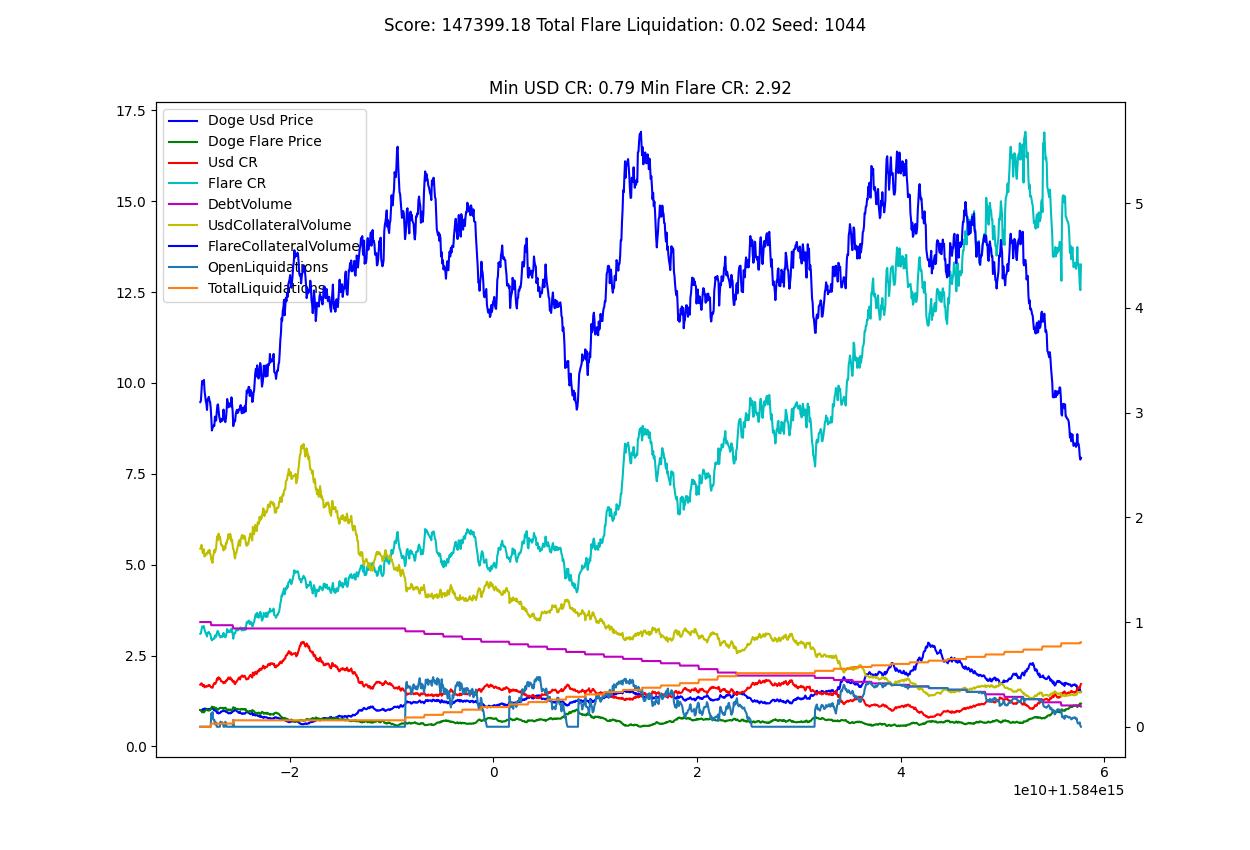 Score: 147399.18 Total Flare Liquidation: 0.02 Seed: 1044
Min USD CR: 0.79 Min Flare CR: 2.92
Doge Usd Price
Doge Flare Price
Usd CR
Flare CR
DebtVolume
UsdCollateralVolume
FlareCollateralVolume
OpenLiquidations
TotalLiquidations
17.5
15.0
12.5
10.0
7.5
5.0
2.5
0.0
5
4
3
2
1
0
−2
0
2
4
6
1e10+1.584e15